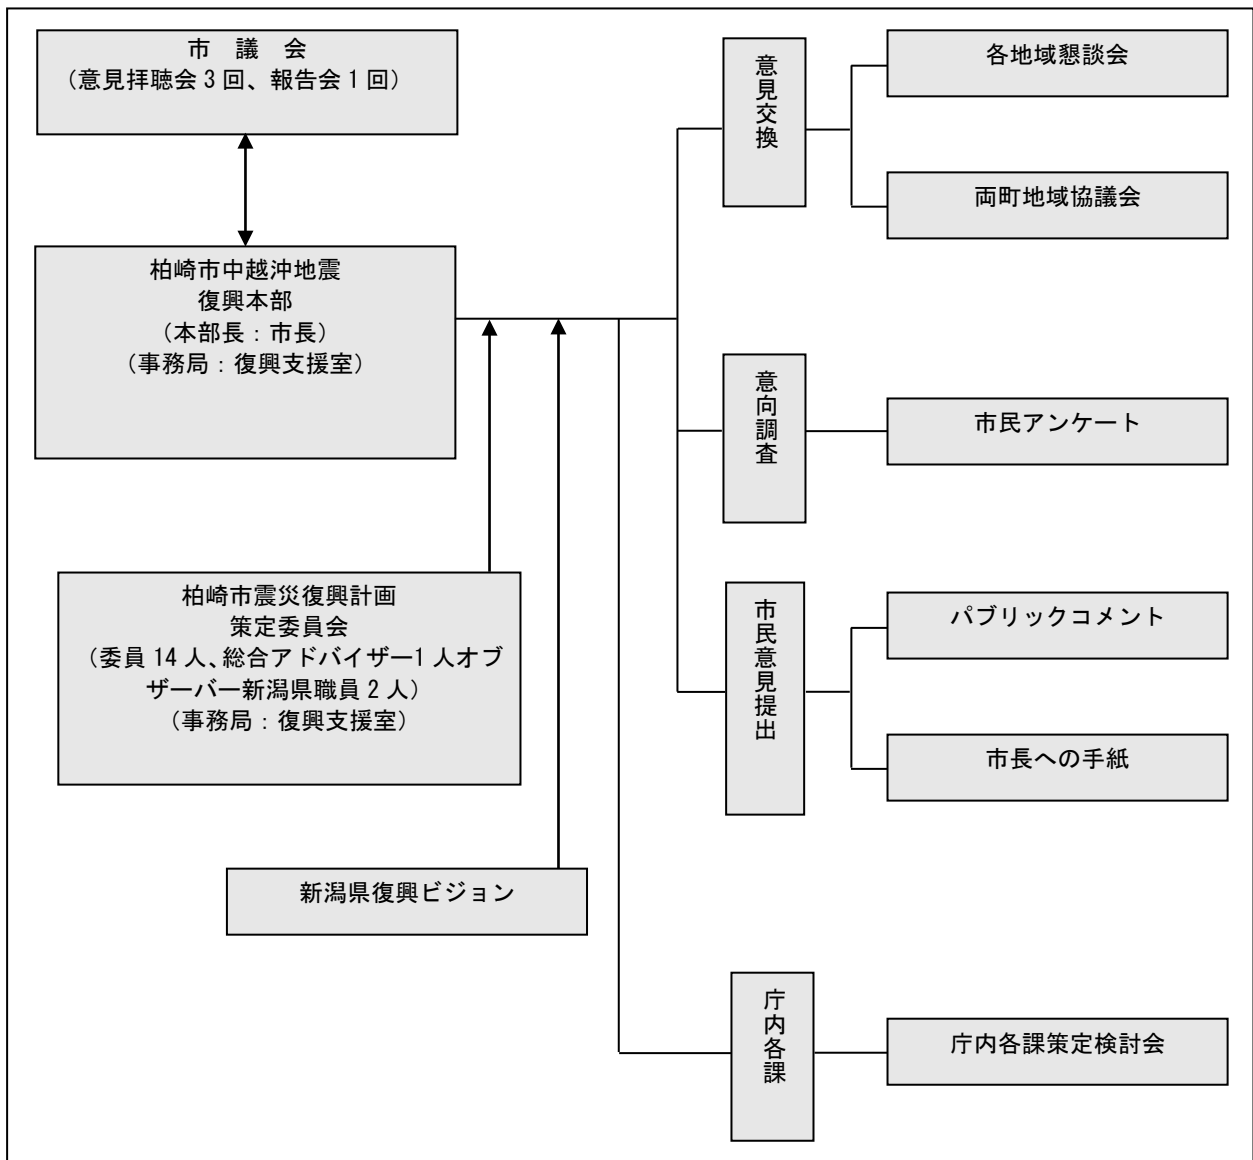 市　議　会
（意見拝聴会３回、報告会１回）
柏崎市中越沖地震
復興本部
（本部長：市長）
（事務局：復興支援室）
柏崎市震災復興計画
策定委員会
（委員 14 人、総合アドバイザー1 人オブ
ザーバー新潟県職員 2 人）
（事務局：復興支援室）
新潟県復興ビジョン
意見交換
各地域懇談会
両町地域協議会
意向調査
市民アンケート
市民意見提出
パブリックコメント
市長への手紙
庁内各課
庁内各課策定検討会